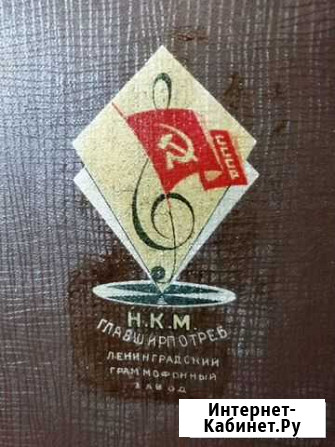 СССР
Н.К.М.
ГЛАВШИРПОТРЕБ
ЛЕНИНГРАДСКИЙ
ГРАММОФОННЫЙ
ЗАВОД
Интернет-
Кабинет.Ру